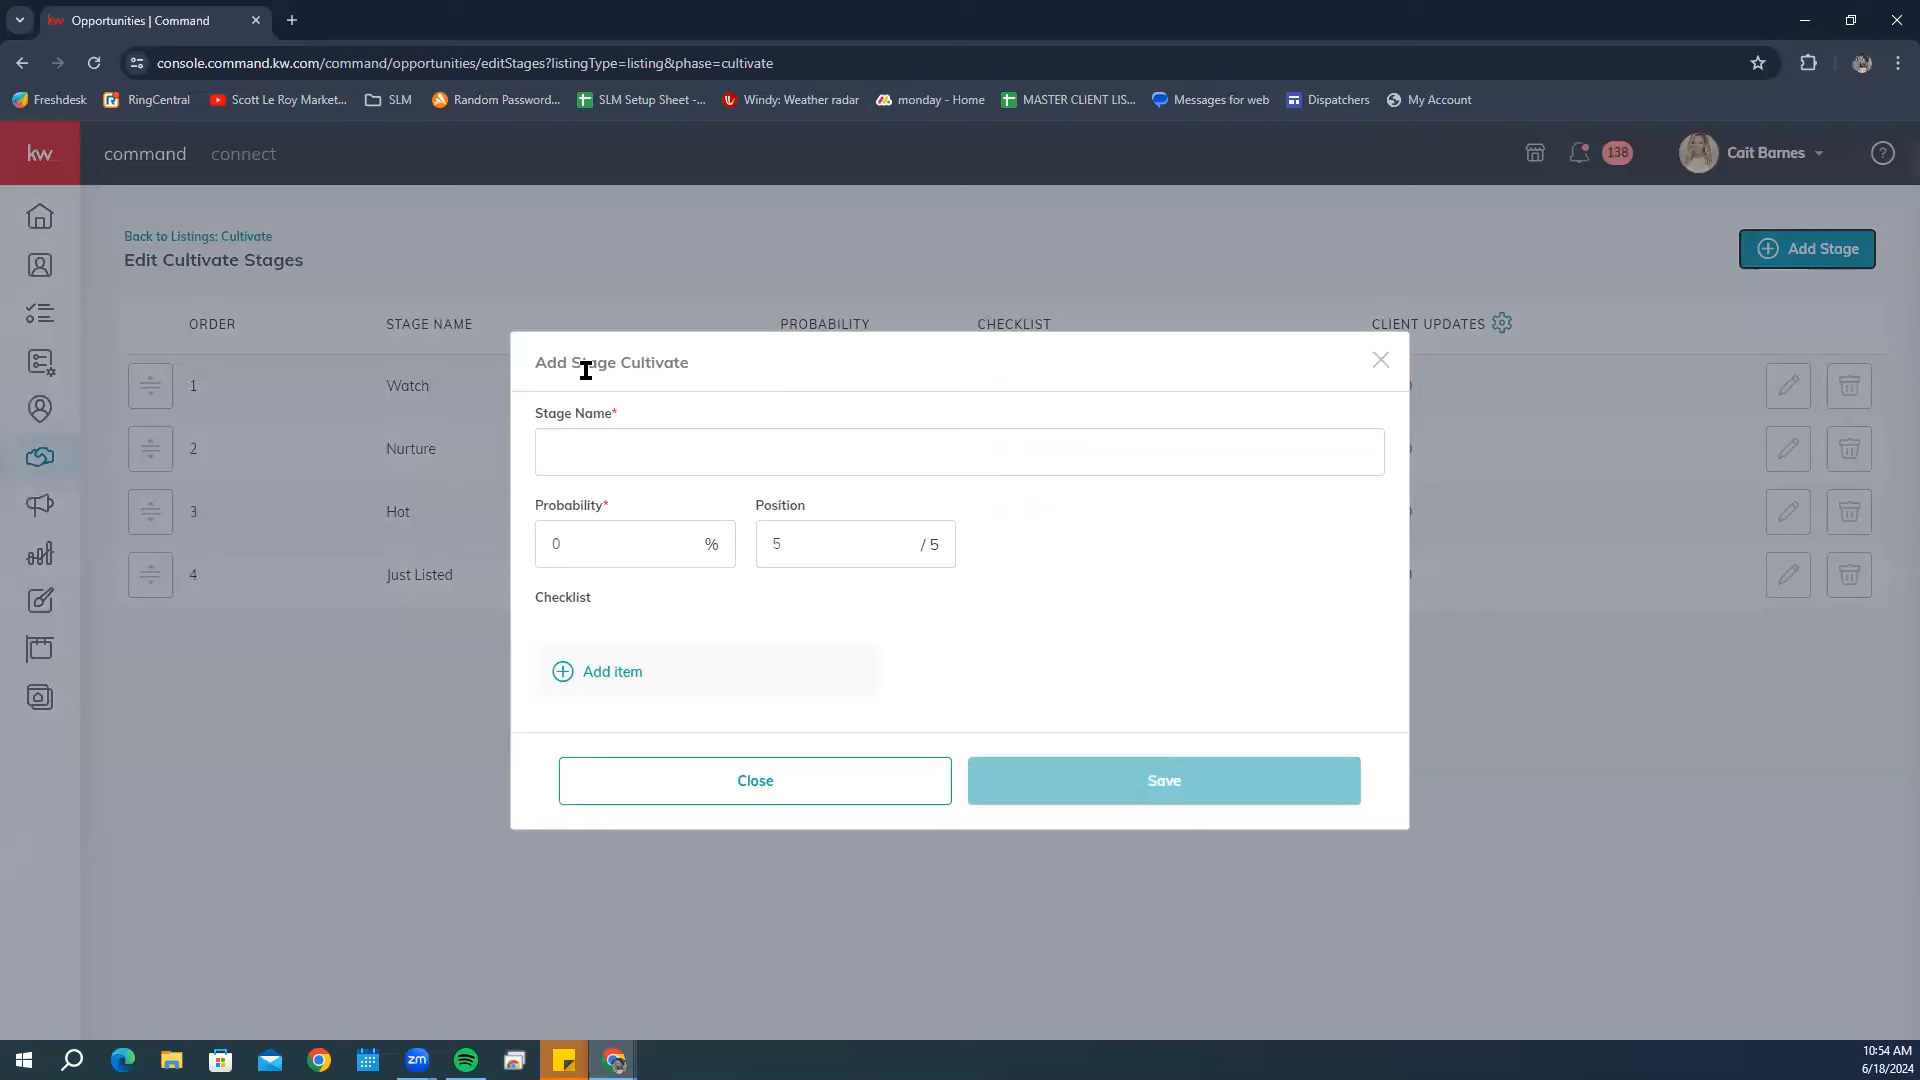 Opportunities | Command
console.command.kw.com/command/opportunities/editStages?listingType=listing&phase=cultivate
Freshdesk
RingCentral
Scott Le Roy Market...
SLM
Random Password...
SLM Setup Sheet -...
Windy: Weather radar
monday - Home
MASTER CLIENT LIS...
Messages for web
Dispatchers
My Account
kw
command
connect
138
Cait Barnes
Back to Listings: Cultivate
Edit Cultivate Stages
Add Stage
ORDER
STAGE NAME
PROBABILITY
CHECKLIST
CLIENT UPDATES
1
Watch
2
Nurture
3
Hot
4
Just Listed
Add Stage Cultivate
Stage Name*
Probability*
Position
0 %
5 / 5
Checklist
Add item
Close
Save
zm
10:54 AM
6/18/2024